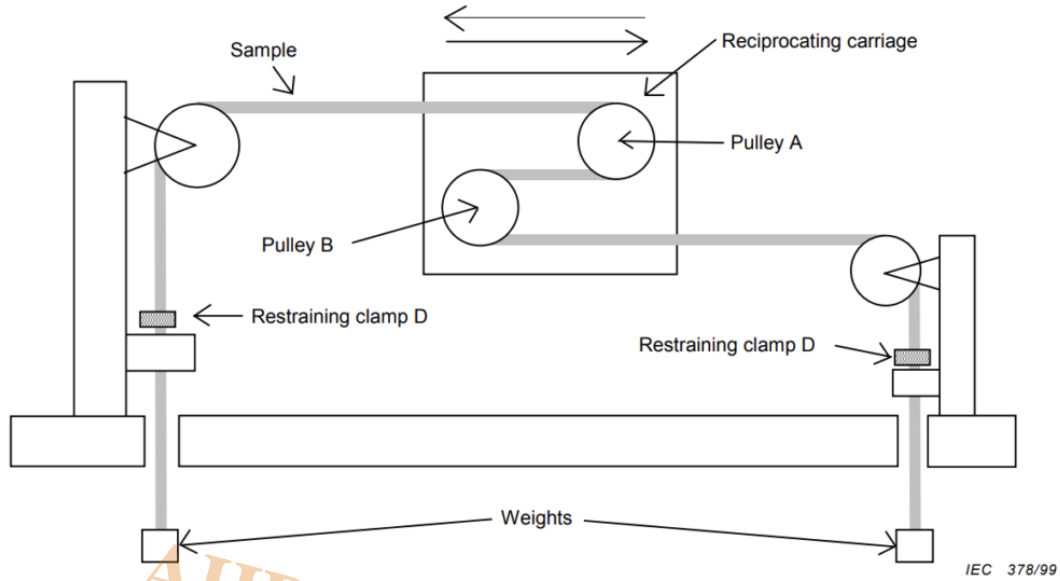 Sample
Reciprocating carriage
Pulley A
Pulley B
Restraining clamp D
Restraining clamp D
Weights
IEC 378/99